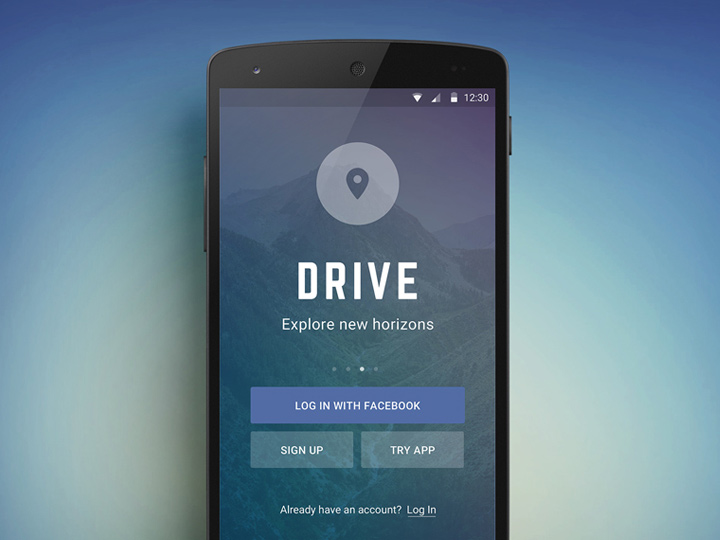 12:30
DRIVE
Explore new horizons
LOG IN WITH FACEBOOK
SIGN UP TRY APP
Already have an account? Log In